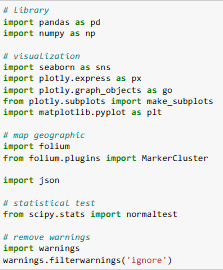 # Library
import pandas as pd
import numpy as np
# visualization
import seaborn as sns
import plotly.express as px
import plotly.graph_objects as go
from plotly.subplots import make_subplots
import matplotlib.pyplot as plt
# map geographic
import folium
from folium.plugins import MarkerCluster
import json
# statistical test
from scipy.stats import normaltest
# remove warnings
import warnings
warnings.filterwarnings('ignore')